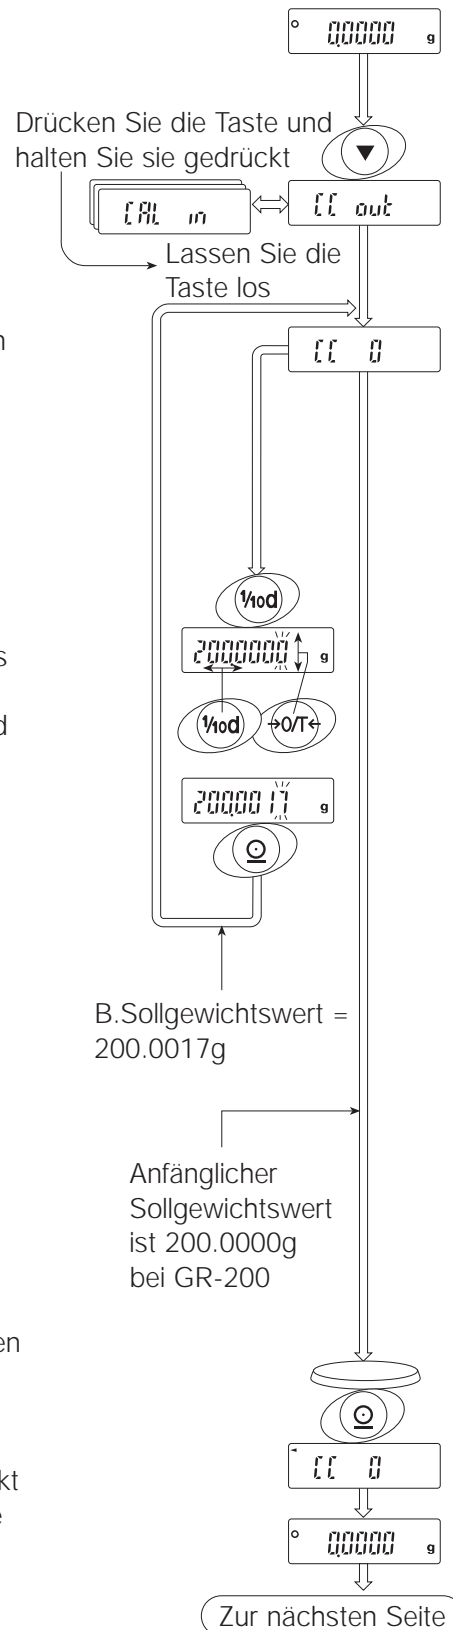 0.0000 g
Drücken Sie die Taste und
halten Sie sie gedrückt
▼
CAL in
CC out
Lassen Sie die
Taste los
n
CC 0
1/10d
s
200.0000 g
d
1/10d →O/T←
200.0017 g
B.Sollgewichtswert =
200.0017g
Anfänglicher
Sollgewichtswert
ist 200.0000g
bei GR-200
en
CC 0
kt
e
0.0000 g
Zur nächsten Seite